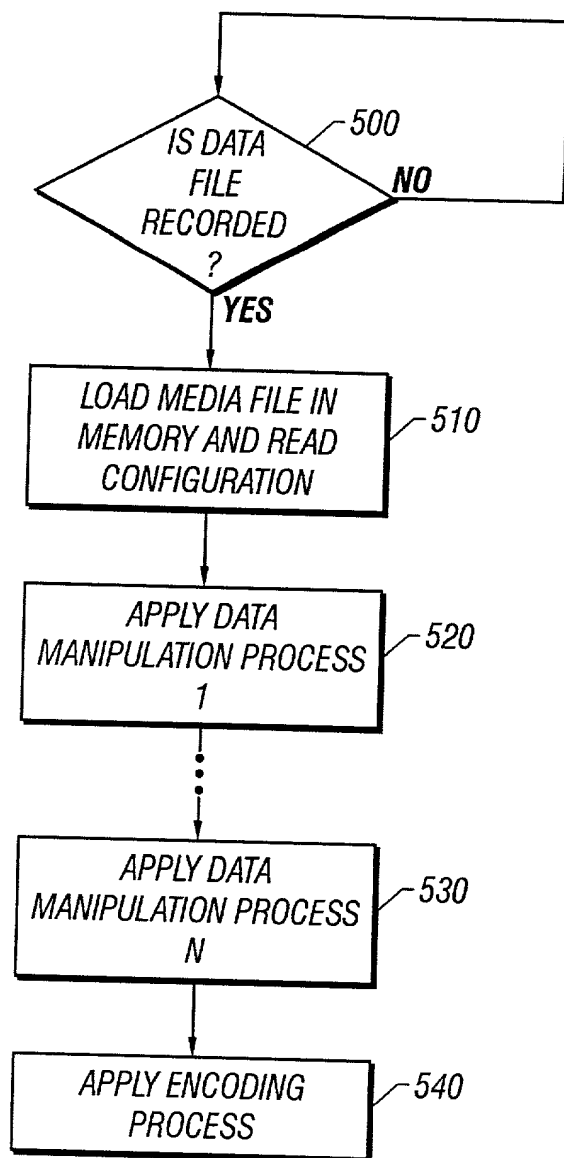 500
IS DATA
FILE
RECORDED
?
NO
YES
LOAD MEDIA FILE IN
MEMORY AND READ
CONFIGURATION
510
APPLY DATA
MANIPULATION PROCESS
1
520
APPLY DATA
MANIPULATION PROCESS
N
530
APPLY ENCODING
PROCESS
540